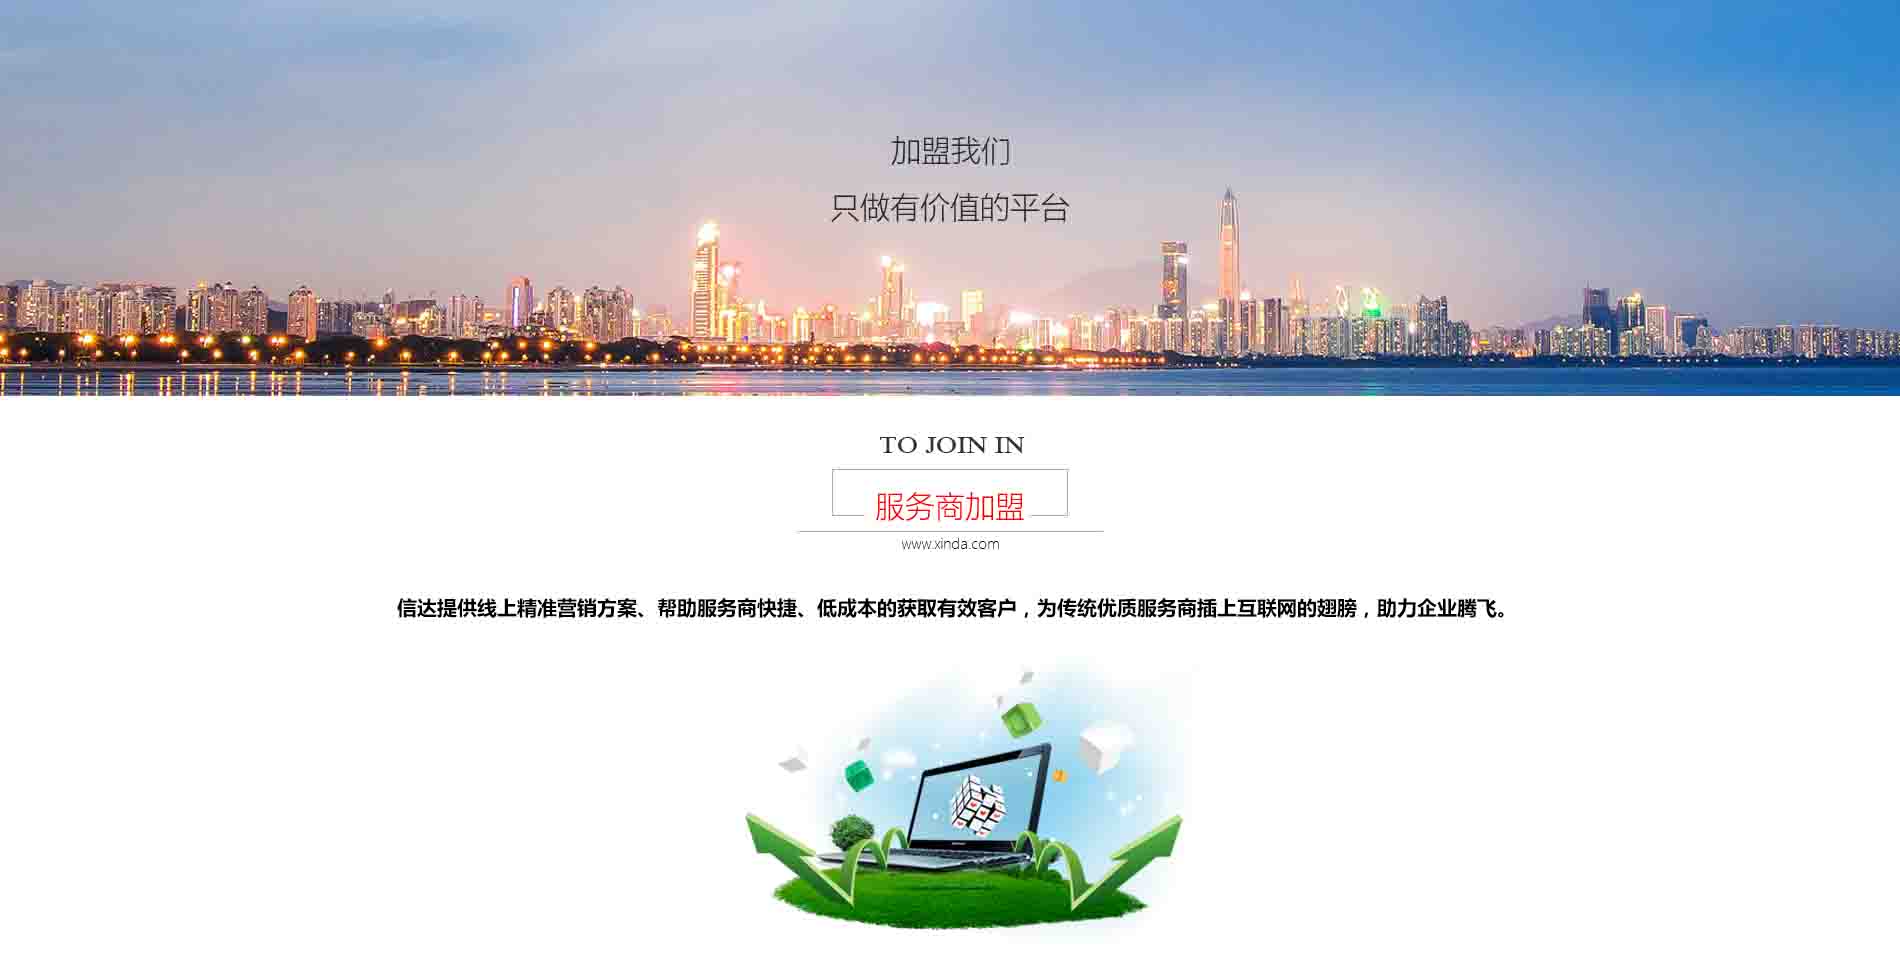 加盟我们
只做有价值的平台
TO JOIN IN
服务商加盟
www.xinda.com
信达提供线上精准营销方案、帮助服务商快捷、低成本的获取有效客户，为传统优质服务商插上互联网的翅膀，助力企业腾飞。